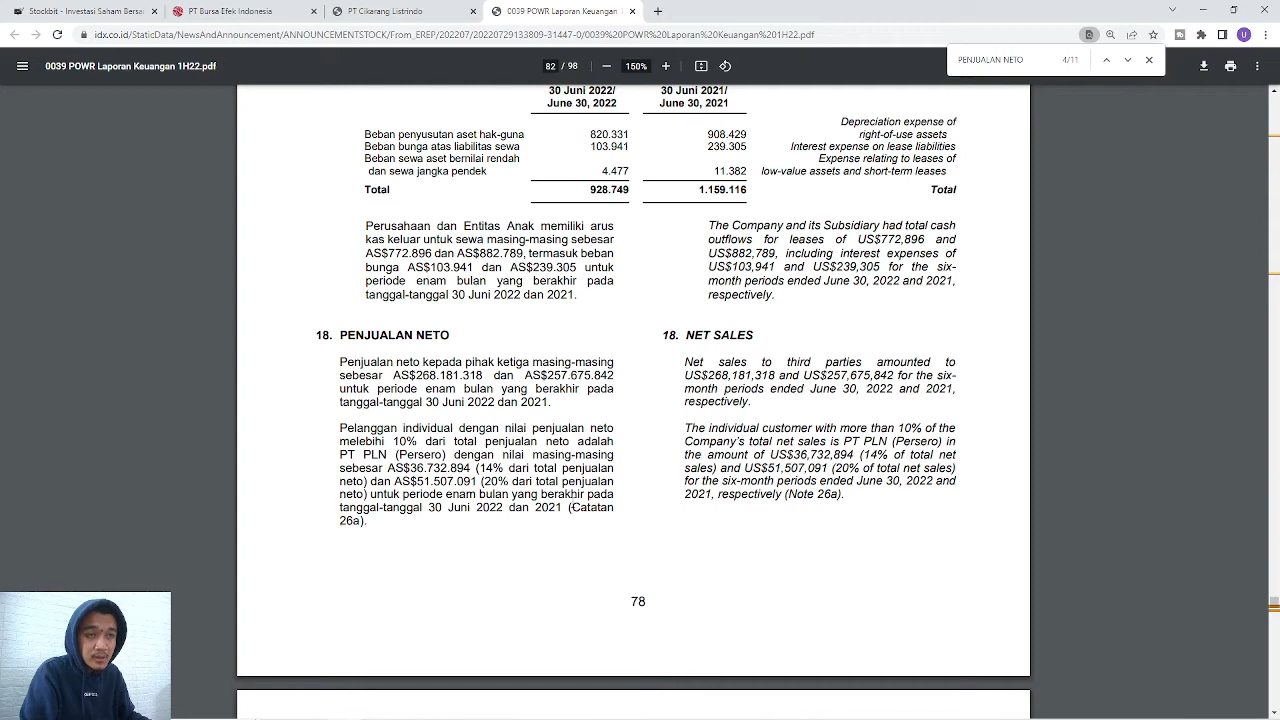 Stockbit - Investasi Saham Bersa
PT Bursa Efek Indonesia
PT Cikarang Listrindo
0039 POWR Laporan Keuangan
idx.co.id/StaticData/NewsAndAnnouncement/ANNOUNCEMENTSTOCK/From_EREP/202207/20220729133809-31447-0/0039%20POWR%20Laporan%20Keuangan%201H22.pdf
U
0039 POWR Laporan Keuangan 1H22.pdf
82 / 98
150%
PENJUALAN NETO
4/11
30 Juni 2022/
June 30, 2022
30 Juni 2021/
June 30, 2021
Depreciation expense of
Beban penyusutan aset hak-guna 820.331 908.429 right-of-use assets
Beban bunga atas liabilitas sewa 103.941 239.305 Interest expense on lease liabilities
Beban sewa aset bernilai rendah Expense relating to leases of
dan sewa jangka pendek 4.477 11.382 low-value assets and short-term leases
Total 928.749 1.159.116 Total
Perusahaan dan Entitas Anak memiliki arus
kas keluar untuk sewa masing-masing sebesar
AS$772.896 dan AS$882.789, termasuk beban
bunga AS$103.941 dan AS$239.305 untuk
periode enam bulan yang berakhir pada
tanggal-tanggal 30 Juni 2022 dan 2021.
The Company and its Subsidiary had total cash
outflows for leases of US$772,896 and
US$882,789, including interest expenses of
US$103,941 and US$239,305 for the six-
month periods ended June 30, 2022 and 2021,
respectively.
18. PENJUALAN NETO
Penjualan neto kepada pihak ketiga masing-masing
sebesar AS$268.181.318 dan AS$257.675.842
untuk periode enam bulan yang berakhir pada
tanggal-tanggal 30 Juni 2022 dan 2021.
Pelanggan individual dengan nilai penjualan neto
melebihi 10% dari total penjualan neto adalah
PT PLN (Persero) dengan nilai masing-masing
sebesar AS$36.732.894 (14% dari total penjualan
neto) dan AS$51.507.091 (20% dari total penjualan
neto) untuk periode enam bulan yang berakhir pada
tanggal-tanggal 30 Juni 2022 dan 2021 (Catatan
26a).
18. NET SALES
Net sales to third parties amounted to
US$268,181,318 and US$257,675,842 for the six-
month periods ended June 30, 2022 and 2021,
respectively.
The individual customer with more than 10% of the
Company's total net sales is PT PLN (Persero) in
the amount of US$36,732,894 (14% of total net
sales) and US$51,507,091 (20% of total net sales)
for the six-month periods ended June 30, 2022 and
2021, respectively (Note 26a).
78